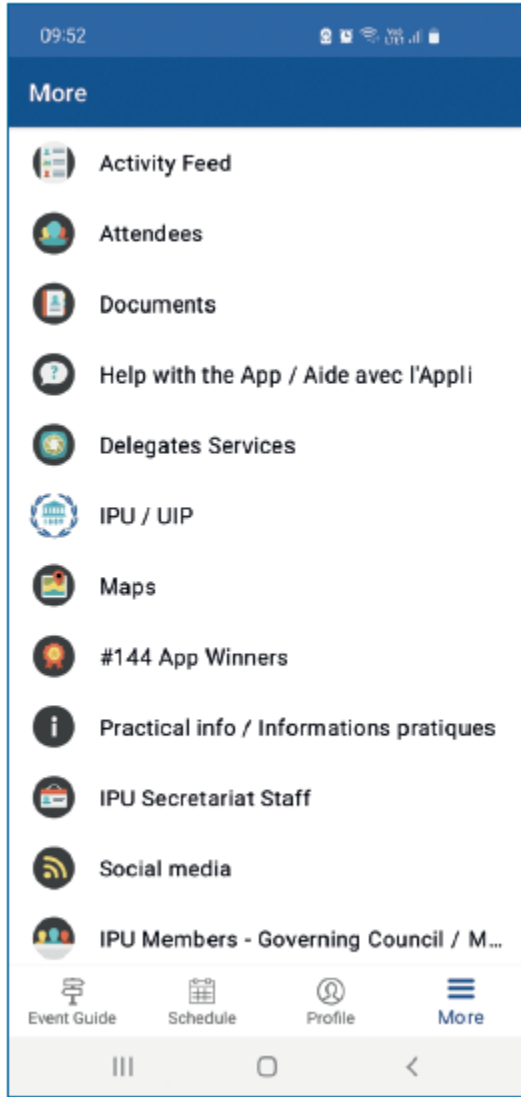 09:52
More
Activity Feed
Attendees
Documents
Help with the App / Aide avec l'Appli
Delegates Services
IPU / UIP
Maps
#144 App Winners
Practical info / Informations pratiques
IPU Secretariat Staff
Social media
IPU Members - Governing Council / M...
Event Guide
Schedule
Profile
More